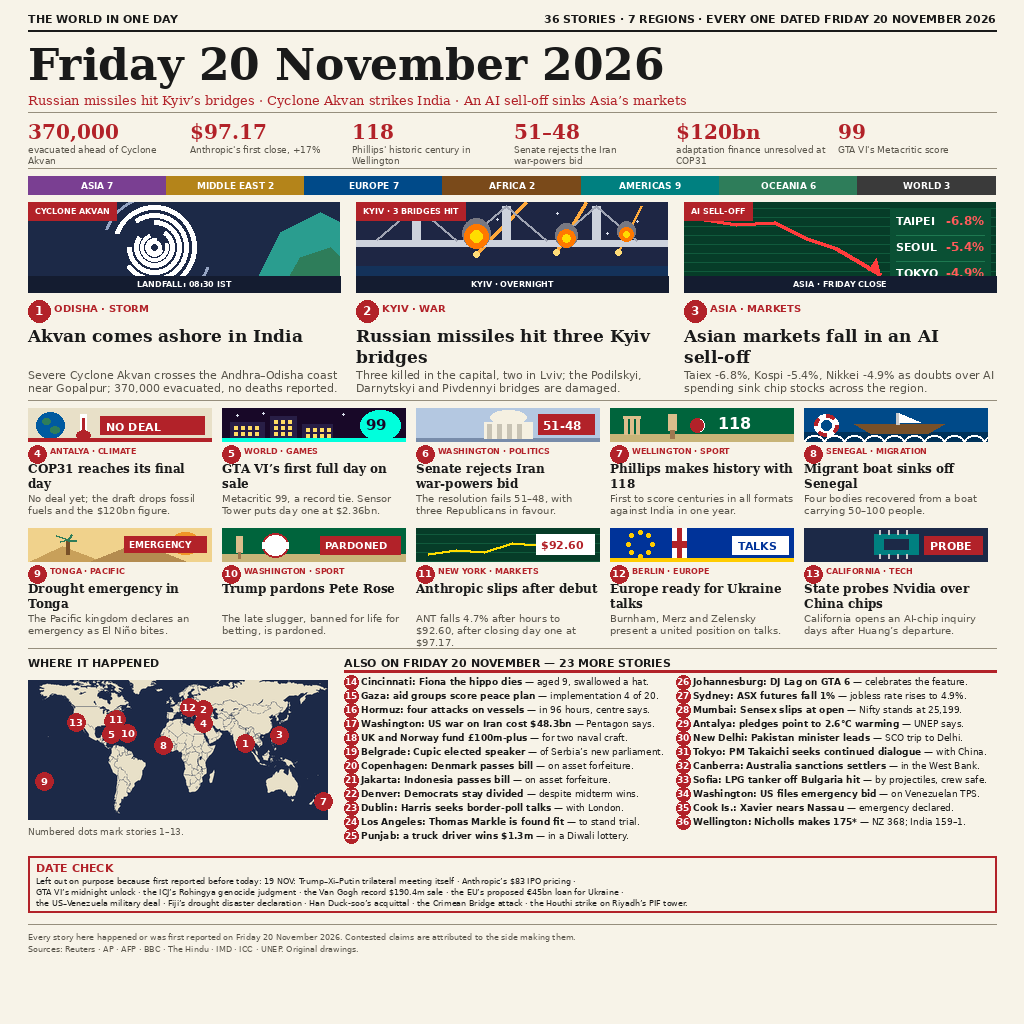 THE WORLD IN ONE DAY
36 STORIES · 7 REGIONS · EVERY ONE DATED FRIDAY 20 NOVEMBER 2026
Friday 20 November 2026
Russian missiles hit Kyiv’s bridges · Cyclone Akvan strikes India · An AI sell-off sinks Asia’s markets
370,000
evacuated ahead of Cyclone
Akvan
$97.17
Anthropic’s first close, +17%
118
Phillips’ historic century in
Wellington
51–48
Senate rejects the Iran
war-powers bid
$120bn
adaptation finance unresolved at
COP31
99
GTA VI’s Metacritic score
ASIA 7
MIDDLE EAST 2
EUROPE 7
AFRICA 2
AMERICAS 9
OCEANIA 6
WORLD 3
CYCLONE AKVAN
LANDFALL · 08:30 IST
KYIV · 3 BRIDGES HIT
KYIV · OVERNIGHT
AI SELL-OFF
TAIPEI -6.8%
SEOUL -5.4%
TOKYO -4.9%
ASIA · FRIDAY CLOSE
1 ODISHA · STORM
Akvan comes ashore in India
Severe Cyclone Akvan crosses the Andhra–Odisha coast
near Gopalpur; 370,000 evacuated, no deaths reported.
2 KYIV · WAR
Russian missiles hit three Kyiv
bridges
Three killed in the capital, two in Lviv; the Podilskyi,
Darnytskyi and Pivdennyi bridges are damaged.
3 ASIA · MARKETS
Asian markets fall in an AI
sell-off
Taiex -6.8%, Kospi -5.4%, Nikkei -4.9% as doubts over AI
spending sink chip stocks across the region.
NO DEAL
4 ANTALYA · CLIMATE
COP31 reaches its final
day
No deal yet; the draft drops fossil
fuels and the $120bn figure.
99
5 WORLD · GAMES
GTA VI’s first full day on
sale
Metacritic 99, a record tie. Sensor
Tower puts day one at $2.36bn.
51-48
6 WASHINGTON · POLITICS
Senate rejects Iran
war-powers bid
The resolution fails 51–48, with
three Republicans in favour.
118
7 WELLINGTON · SPORT
Phillips makes history with
118
First to score centuries in all formats
against India in one year.
8 SENEGAL · MIGRATION
Migrant boat sinks off
Senegal
Four bodies recovered from a boat
carrying 50–100 people.
EMERGENCY
9 TONGA · PACIFIC
Drought emergency in
Tonga
The Pacific kingdom declares an
emergency as El Niño bites.
PARDONED
10 WASHINGTON · SPORT
Trump pardons Pete Rose
The late slugger, banned for life for
betting, is pardoned.
$92.60
11 NEW YORK · MARKETS
Anthropic slips after debut
ANT falls 4.7% after hours to
$92.60, after closing day one at
$97.17.
TALKS
12 BERLIN · EUROPE
Europe ready for Ukraine
talks
Burnham, Merz and Zelensky
present a united position on talks.
PROBE
13 CALIFORNIA · TECH
State probes Nvidia over
China chips
California opens an AI-chip inquiry
days after Huang’s departure.
WHERE IT HAPPENED
13
11
5
10
12
2
4
8
1
3
9
7
Numbered dots mark stories 1–13.
ALSO ON FRIDAY 20 NOVEMBER — 23 MORE STORIES
14 Cincinnati: Fiona the hippo dies — aged 9, swallowed a hat.
15 Gaza: aid groups score peace plan — implementation 4 of 20.
16 Hormuz: four attacks on vessels — in 96 hours, centre says.
17 Washington: US war on Iran cost $48.3bn — Pentagon says.
18 UK and Norway fund £100m-plus — for two naval craft.
19 Belgrade: Cupic elected speaker — of Serbia’s new parliament.
20 Copenhagen: Denmark passes bill — on asset forfeiture.
21 Jakarta: Indonesia passes bill — on asset forfeiture.
22 Denver: Democrats stay divided — despite midterm wins.
23 Dublin: Harris seeks border-poll talks — with London.
24 Los Angeles: Thomas Markle is found fit — to stand trial.
25 Punjab: a truck driver wins $1.3m — in a Diwali lottery.
26 Johannesburg: DJ Lag on GTA 6 — celebrates the feature.
27 Sydney: ASX futures fall 1% — jobless rate rises to 4.9%.
28 Mumbai: Sensex slips at open — Nifty stands at 25,199.
29 Antalya: pledges point to 2.6°C warming — UNEP says.
30 New Delhi: Pakistan minister leads — SCO trip to Delhi.
31 Tokyo: PM Takaichi seeks continued dialogue — with China.
32 Canberra: Australia sanctions settlers — in the West Bank.
33 Sofia: LPG tanker off Bulgaria hit — by projectiles, crew safe.
34 Washington: US files emergency bid — on Venezuelan TPS.
35 Cook Is.: Xavier nears Nassau — emergency declared.
36 Wellington: Nicholls makes 175* — NZ 368; India 159–1.
DATE CHECK
Left out on purpose because first reported before today: 19 NOV: Trump–Xi–Putin trilateral meeting itself · Anthropic’s $83 IPO pricing ·
GTA VI’s midnight unlock · the ICJ’s Rohingya genocide judgment · the Van Gogh record $190.4m sale · the EU’s proposed €45bn loan for Ukraine ·
the US–Venezuela military deal · Fiji’s drought disaster declaration · Han Duck-soo’s acquittal · the Crimean Bridge attack · the Houthi strike on Riyadh’s PIF tower.
Every story here happened or was first reported on Friday 20 November 2026. Contested claims are attributed to the side making them.
Sources: Reuters · AP · AFP · BBC · The Hindu · IMD · ICC · UNEP. Original drawings.